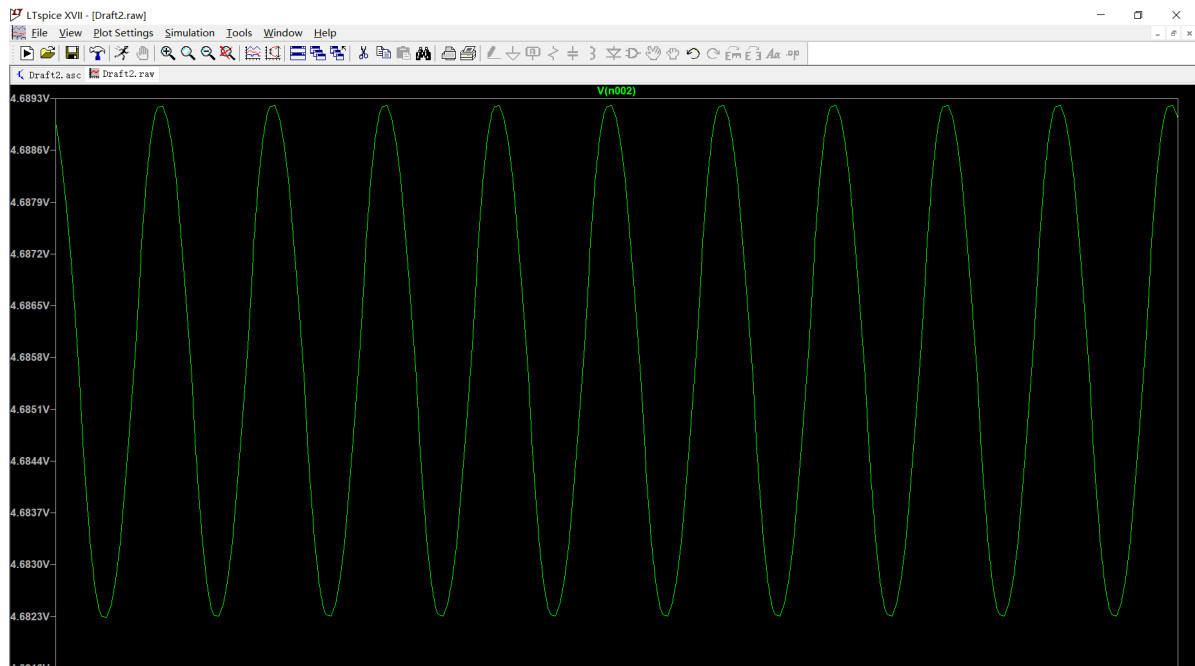 LTspice XVII - [Draft2.raw]
File View Plot Settings Simulation Tools Window Help
Aa .op
Draft2.asc Draft2.raw
V(n002)
4.6893V
4.6886V
4.6879V
4.6872V
4.6865V
4.6858V
4.6851V
4.6844V
4.6837V
4.6830V
4.6823V